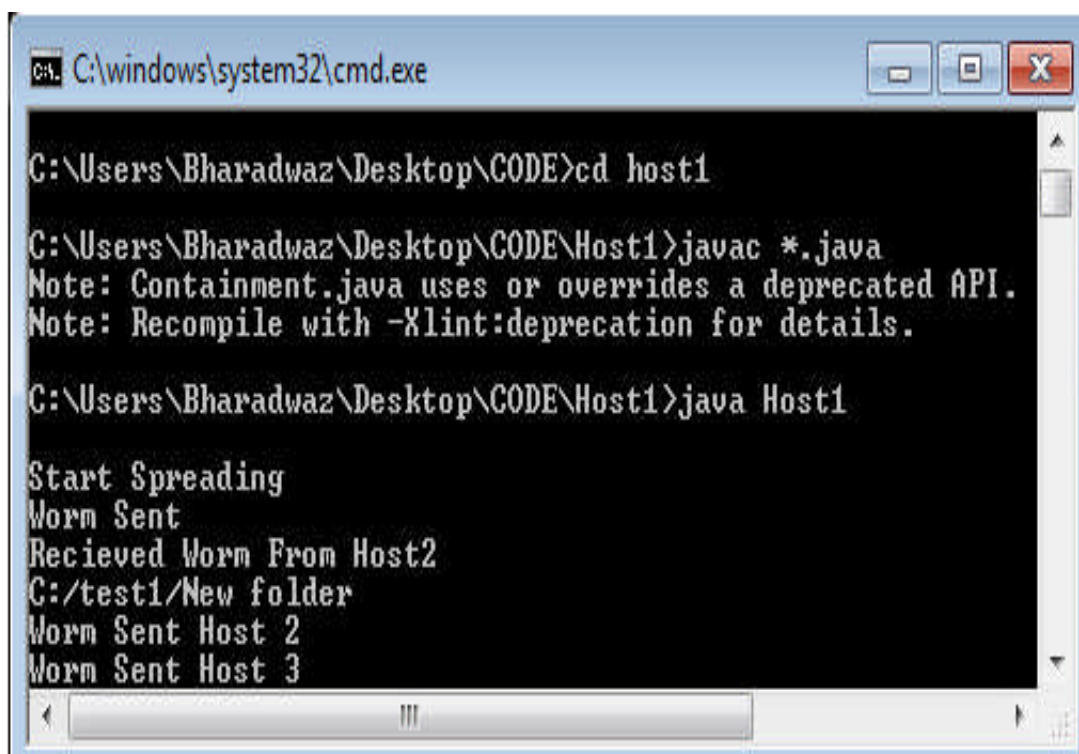 C:\windows\system32\cmd.exe
C:\Users\Bharadwaz\Desktop\CODE>cd host1
C:\Users\Bharadwaz\Desktop\CODE\Host1>javac *.java
Note: Containment.java uses or overrides a deprecated API.
Note: Recompile with -Xlint:deprecation for details.
C:\Users\Bharadwaz\Desktop\CODE\Host1>java Host1
Start Spreading
Worm Sent
Recieved Worm From Host2
C:/test1/New folder
Worm Sent Host 2
Worm Sent Host 3